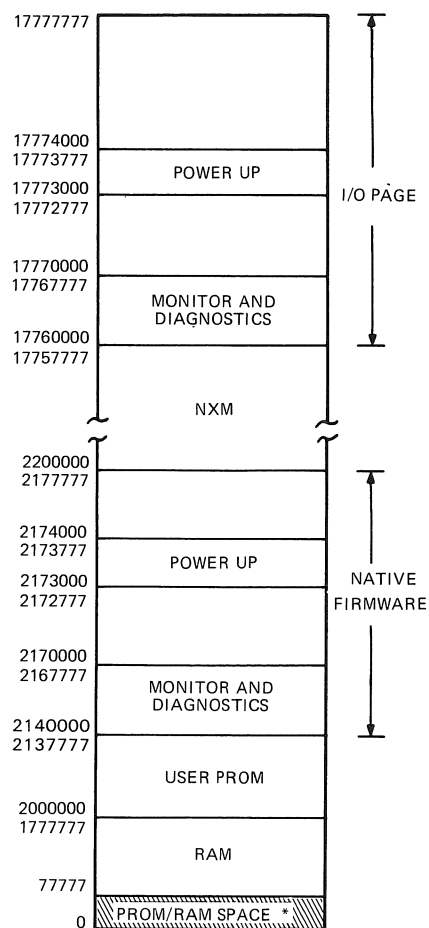 17777777
17774000
17773777
POWER UP
17773000
17772777
I/O PAGE
17770000
17767777
MONITOR AND
DIAGNOSTICS
17760000
17757777
NXM
2200000
2177777
2174000
2173777
POWER UP
NATIVE
FIRMWARE
2173000
2172777
2170000
2167777
MONITOR AND
DIAGNOSTICS
2140000
2137777
USER PROM
2000000
1777777
RAM
77777
PROM/RAM SPACE *
0